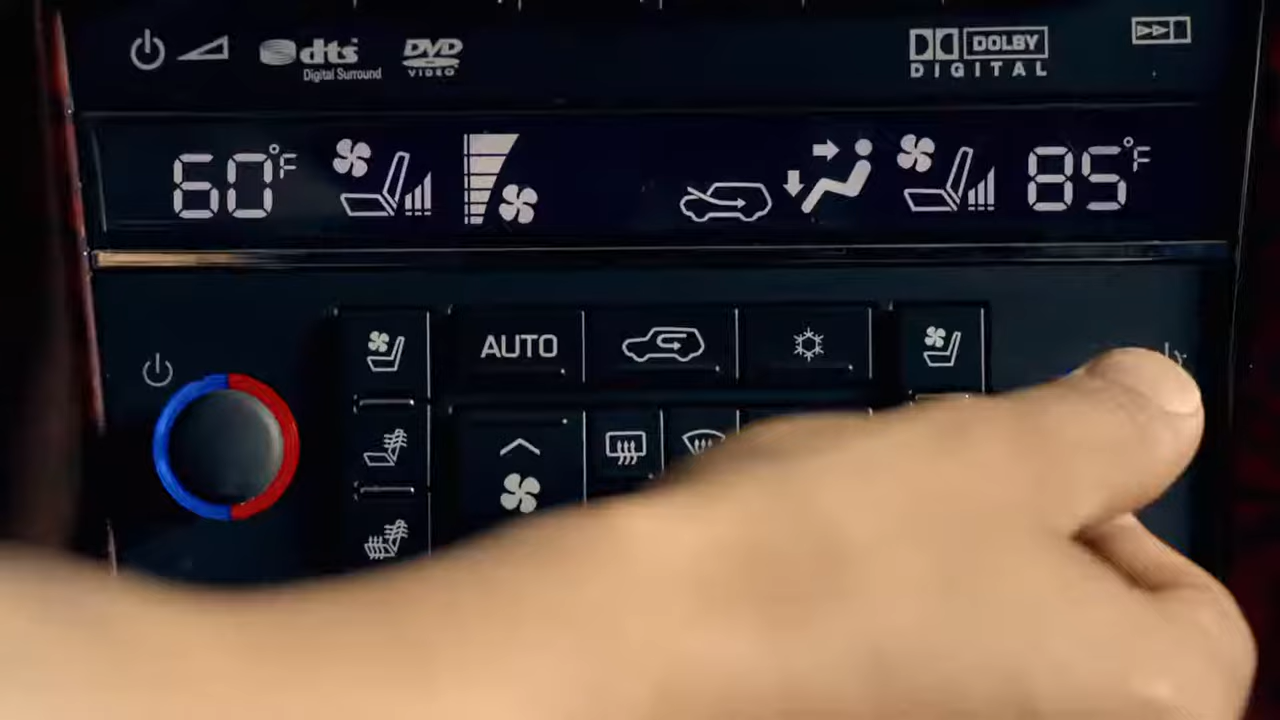 dts
Digital Surround
DVD
VIDEO
DOLBY
DIGITAL
60°F
85°F
AUTO